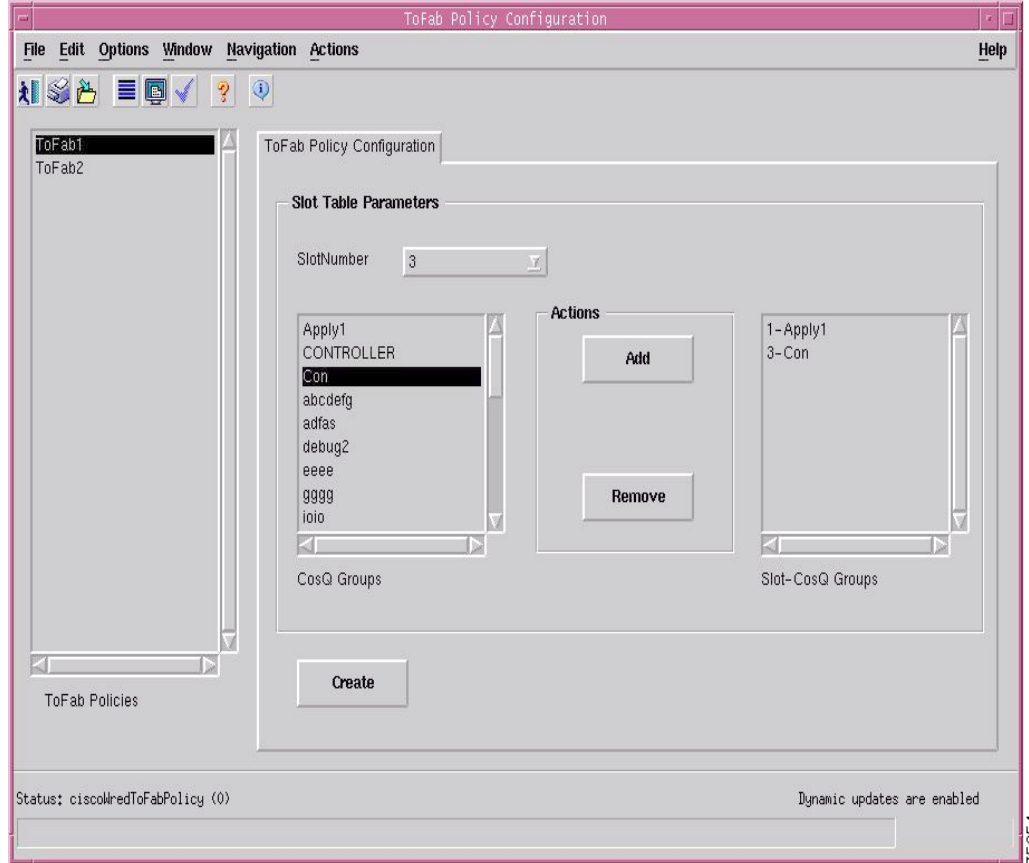 ToFab Policy Configuration
File Edit Options Window Navigation Actions Help
ToFab1
ToFab2
ToFab Policies
ToFab Policy Configuration
Slot Table Parameters
SlotNumber 3
Apply1
CONTROLLER
Con
abcdefg
adfas
debug2
eeee
gggg
ioio
CosQ Groups
Actions
Add
Remove
1-Apply1
3-Con
Slot-CosQ Groups
Create
Status: ciscoWredToFabPolicy (0) Dynamic updates are enabled